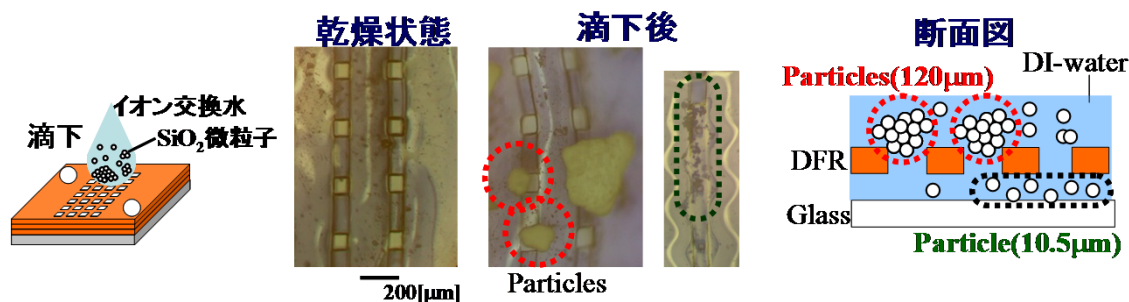 乾燥状態
滴下後
断面図
イオン交換水
SiO2微粒子
滴下
200[μm]
Particles
Particles(120μm)
DI-water
DFR
Glass
Particle(10.5μm)